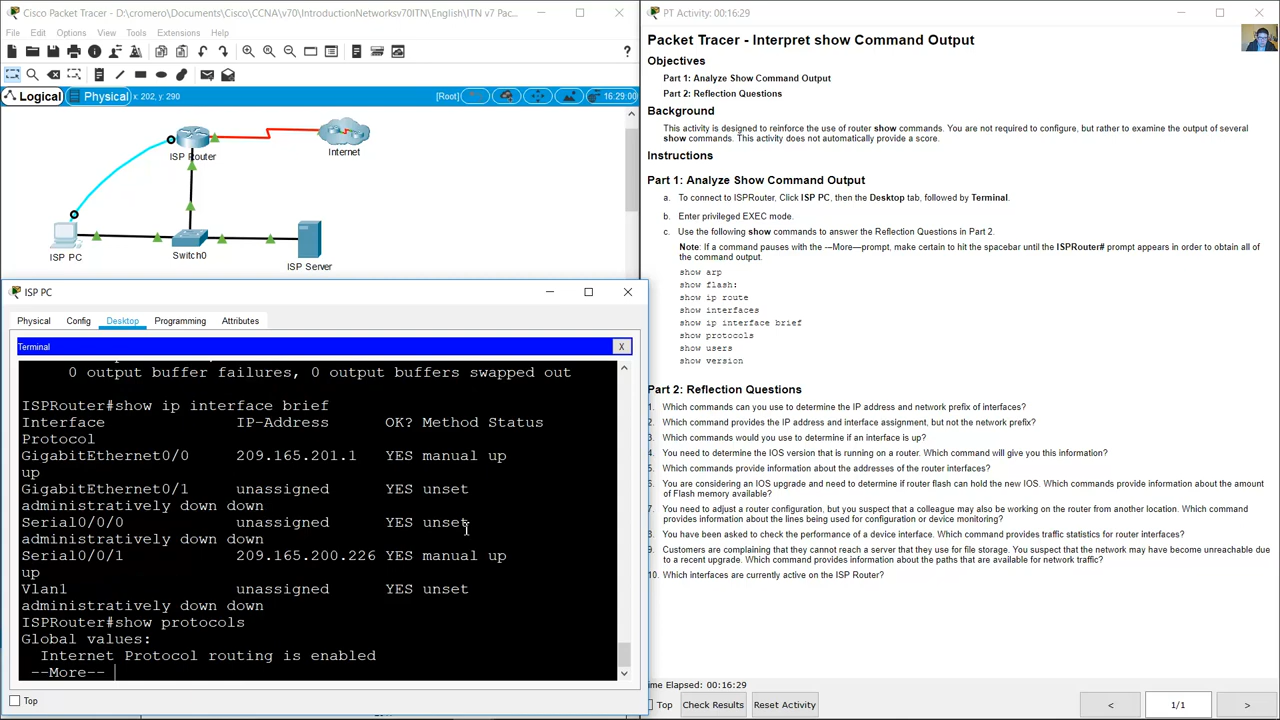 Cisco Packet Tracer - C:\Users\cromero\Documents\Cisco\CCNA\v70\IntroductionNetworksv70ITN\English\ITN v7 Pac...
File Edit Options View Tools Extensions Help
?
Logical Physical x: 202, y: 290 [Root] 16:29:00
ISP Router
Internet
ISP PC
Switch0
ISP Server
ISP PC
Physical Config Desktop Programming Attributes
Terminal X
0 output buffer failures, 0 output buffers swapped out
ISPRouter#show ip interface brief
Interface IP-Address OK? Method Status
Protocol
GigabitEthernet0/0 209.165.201.1 YES manual up
up
GigabitEthernet0/1 unassigned YES unset
administratively down down
Serial0/0/0 unassigned YES unset
administratively down down
Serial0/0/1 209.165.200.226 YES manual up
up
Vlan1 unassigned YES unset
administratively down down
ISPRouter#show protocols
Global values:
Internet Protocol routing is enabled
--More--
Top
PT Activity: 00:16:29
Packet Tracer - Interpret show Command Output
Objectives
Part 1: Analyze Show Command Output
Part 2: Reflection Questions
Background
This activity is designed to reinforce the use of router show commands. You are not required to configure, but rather to examine the output of several
show commands. This activity does not automatically provide a score.
Instructions
Part 1: Analyze Show Command Output
a. To connect to ISPRouter, Click ISP PC, then the Desktop tab, followed by Terminal.
b. Enter privileged EXEC mode.
c. Use the following show commands to answer the Reflection Questions in Part 2.
Note: If a command pauses with the --More—prompt, make certain to hit the spacebar until the ISPRouter# prompt appears in order to obtain all of
the command output.
show arp
show flash:
show ip route
show interfaces
show ip interface brief
show protocols
show users
show version
Part 2: Reflection Questions
1. Which commands can you use to determine the IP address and network prefix of interfaces?
2. Which command provides the IP address and interface assignment, but not the network prefix?
3. Which commands would you use to determine if an interface is up?
4. You need to determine the IOS version that is running on a router. Which command will give you this information?
5. Which commands provide information about the addresses of the router interfaces?
6. You are considering an IOS upgrade and need to determine if router flash can hold the new IOS. Which commands provide information about the amount
of Flash memory available?
7. You need to adjust a router configuration, but you suspect that a colleague may also be working on the router from another location. Which command
provides information about the lines being used for configuration or device monitoring?
8. You have been asked to check the performance of a device interface. Which command provides traffic statistics for router interfaces?
9. Customers are complaining that they cannot reach a server that they use for file storage. You suspect that the network may have become unreachable due
to a recent upgrade. Which command provides information about the paths that are available for network traffic?
10. Which interfaces are currently active on the ISP Router?
ime Elapsed: 00:16:29
Top Check Results Reset Activity < 1/1 >